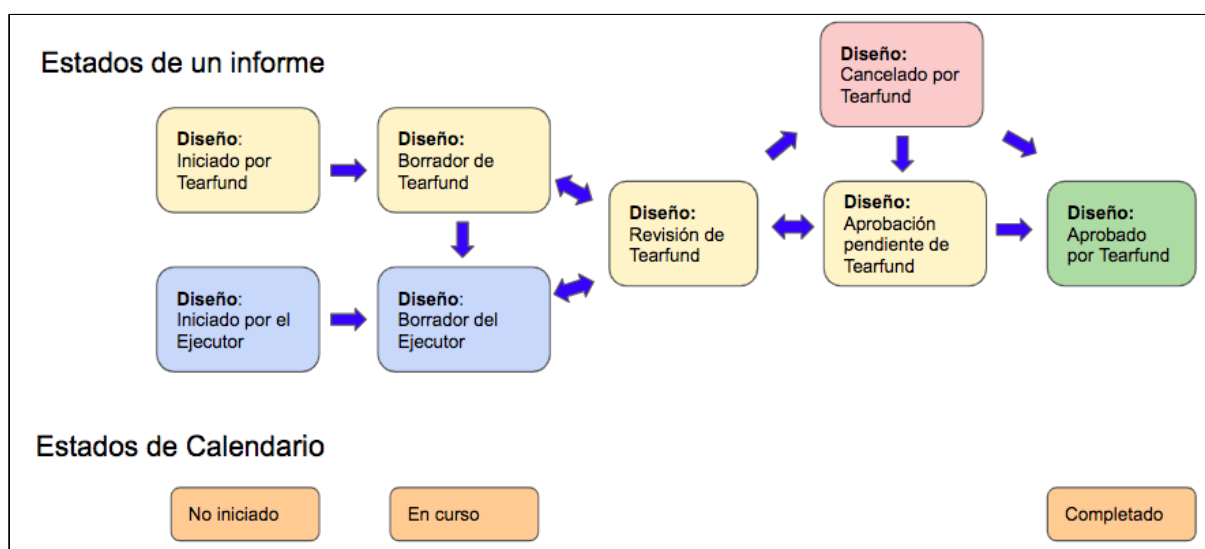 Estados de un informe
Diseño:
Cancelado por
Tearfund
Diseño:
Iniciado por
Tearfund
Diseño:
Borrador de
Tearfund
Diseño:
Revisión de
Tearfund
Diseño:
Aprobación
pendiente de
Tearfund
Diseño:
Aprobado
por Tearfund
Diseño:
Iniciado por el
Ejecutor
Diseño:
Borrador del
Ejecutor
Estados de Calendario
No iniciado
En curso
Completado